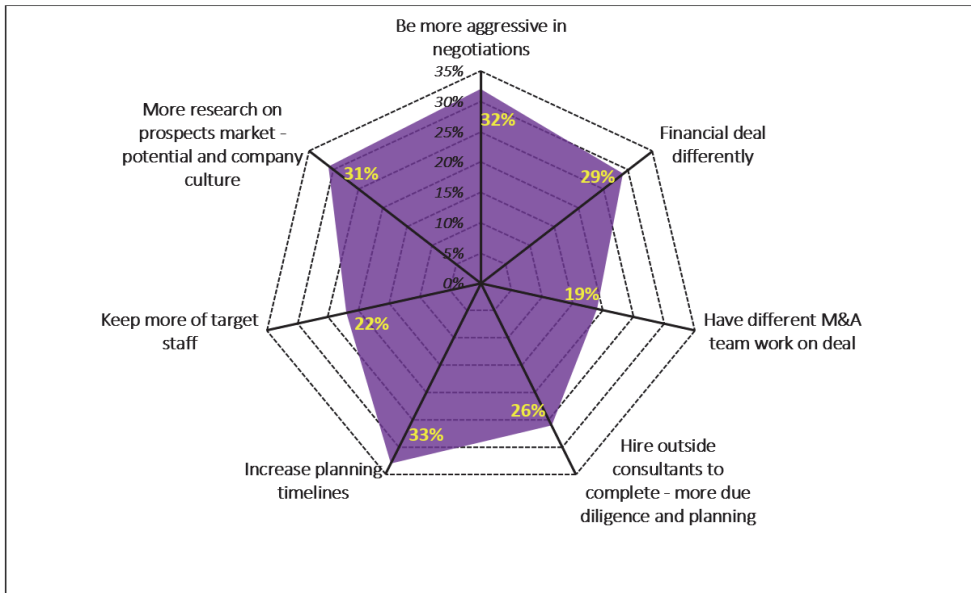 Be more aggressive in
negotiations
35%
30%
25%
20%
15%
10%
5%
0%
32%
Financial deal
differently
29%
Have different M&A
team work on deal
19%
Hire outside
consultants to
complete - more due
diligence and planning
26%
Increase planning
timelines
33%
Keep more of target
staff
22%
More research on
prospects market -
potential and company
culture
31%